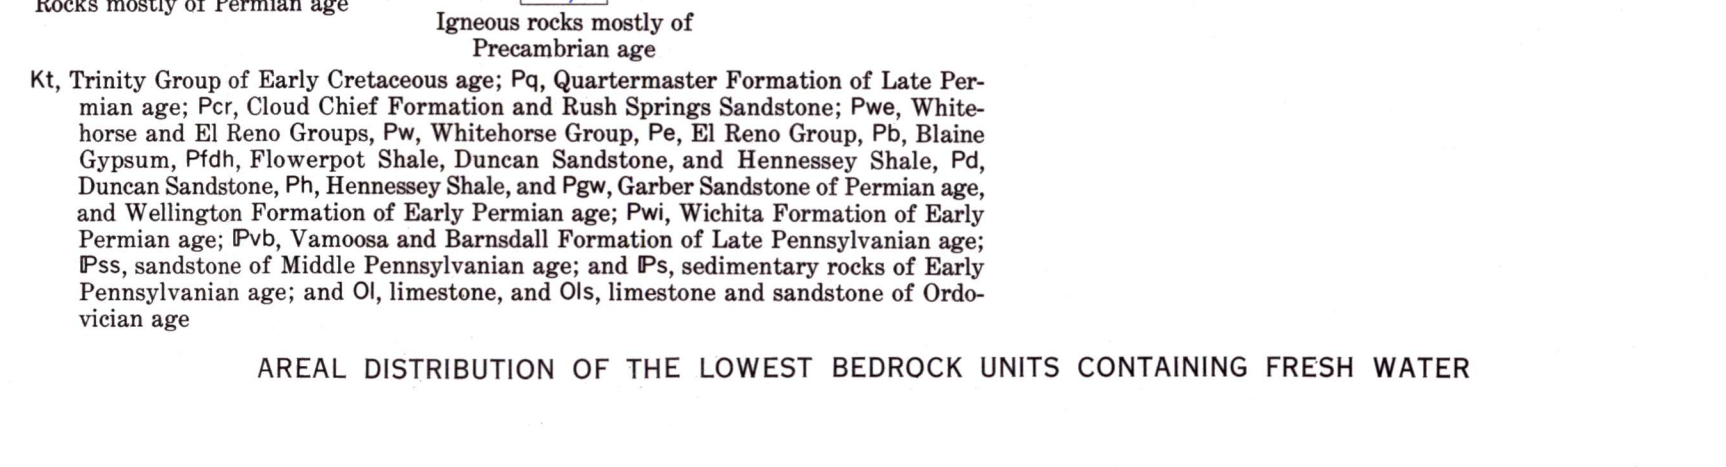 Rocks mostly of Permian age
Igneous rocks mostly of
Precambrian age
Kt, Trinity Group of Early Cretaceous age; Pq, Quartermaster Formation of Late Per-
mian age; Pcr, Cloud Chief Formation and Rush Springs Sandstone; Pwe, White-
horse and El Reno Groups, Pw, Whitehorse Group, Pe, El Reno Group, Pb, Blaine
Gypsum, Pfdh, Flowerpot Shale, Duncan Sandstone, and Hennessey Shale, Pd,
Duncan Sandstone, Ph, Hennessey Shale, and Pgw, Garber Sandstone of Permian age,
and Wellington Formation of Early Permian age; Pwi, Wichita Formation of Early
Permian age; ℙvb, Vamoosa and Barnsdall Formation of Late Pennsylvanian age;
ℙss, sandstone of Middle Pennsylvanian age; and ℙs, sedimentary rocks of Early
Pennsylvanian age; and Ol, limestone, and Ols, limestone and sandstone of Ordo-
vician age
AREAL DISTRIBUTION OF THE LOWEST BEDROCK UNITS CONTAINING FRESH WATER